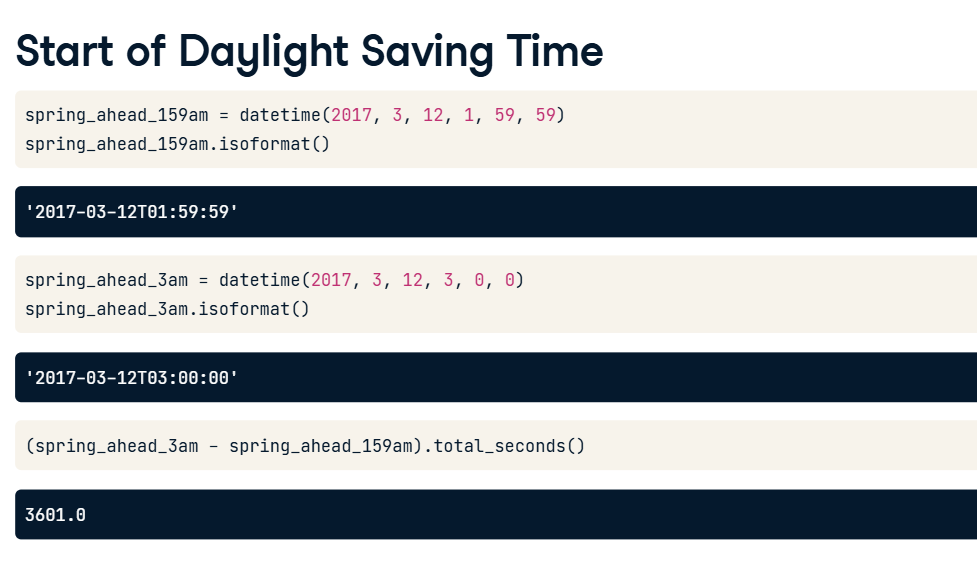 Start of Daylight Saving Time
spring_ahead_159am = datetime(2017, 3, 12, 1, 59, 59)
spring_ahead_159am.isoformat()
'2017-03-12T01:59:59'
spring_ahead_3am = datetime(2017, 3, 12, 3, 0, 0)
spring_ahead_3am.isoformat()
'2017-03-12T03:00:00'
(spring_ahead_3am - spring_ahead_159am).total_seconds()
3601.0